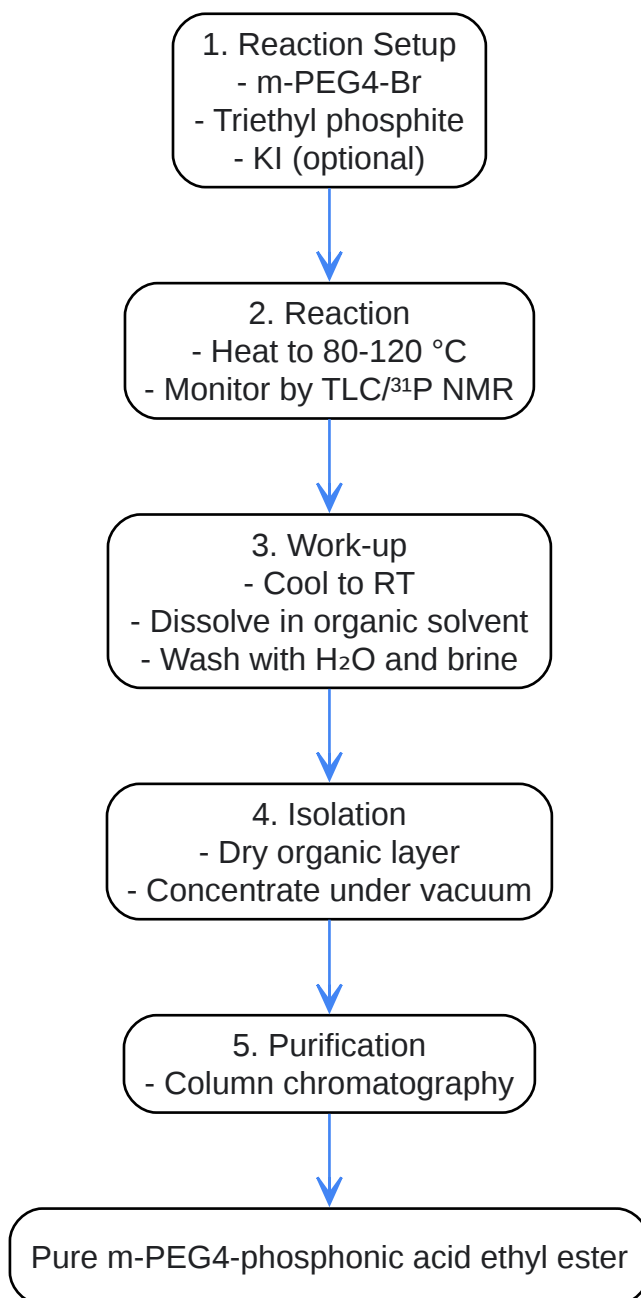 1. Reaction Setup
- m-PEG4-Br
- Triethyl phosphite
- KI (optional)
2. Reaction
- Heat to 80-120 °C
- Monitor by TLC/³¹P NMR
3. Work-up
- Cool to RT
- Dissolve in organic solvent
- Wash with H₂O and brine
4. Isolation
- Dry organic layer
- Concentrate under vacuum
5. Purification
- Column chromatography
Pure m-PEG4-phosphonic acid ethyl ester